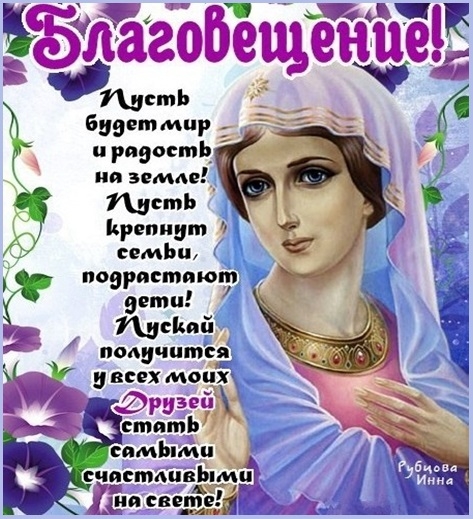 Благовещение!
Пусть
будет мир
и радость
на земле!
Пусть
крепнут
семьи,
подрастают
дети!
Пускай
получится
у всех моих
Друзей
стать
самыми
счастливыми
на свете!
Рубцова
Инна